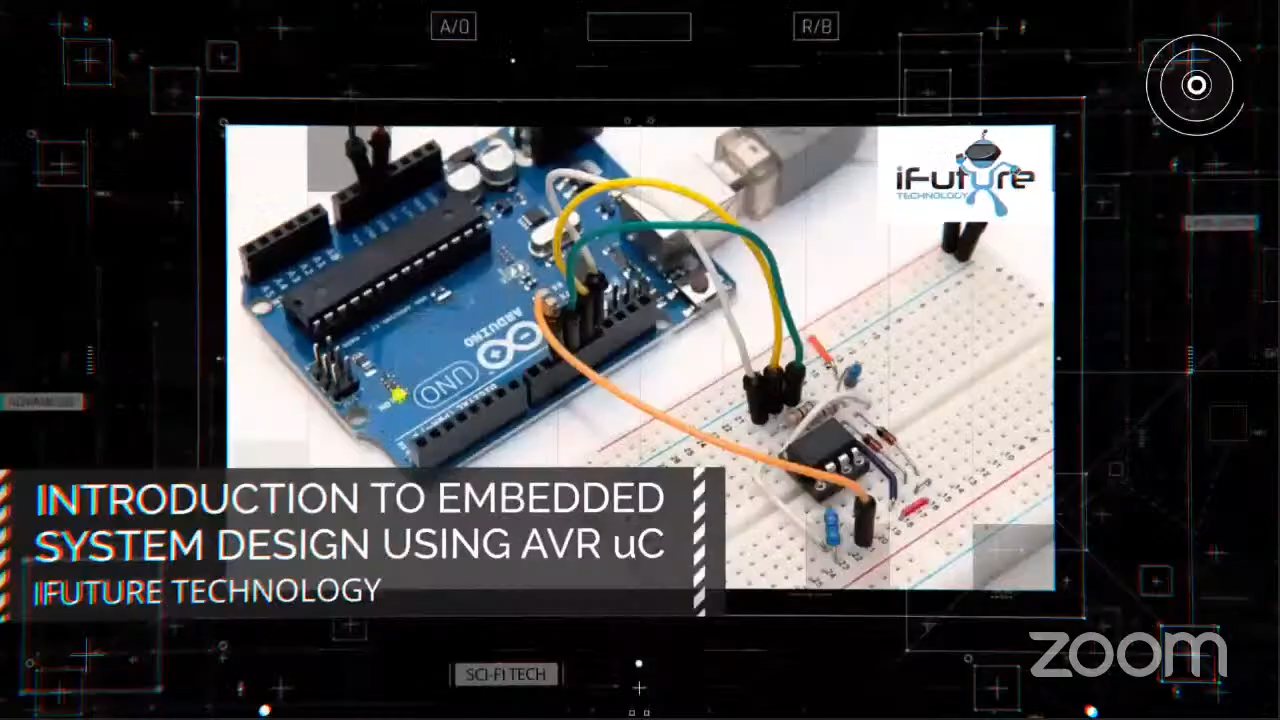 A/0
R/B
iFuture
TECHNOLOGY
ARDUINO
UNO
ON
INTRODUCTION TO EMBEDDED
SYSTEM DESIGN USING AVR uC
IFUTURE TECHNOLOGY
SCI-FI TECH
zoom